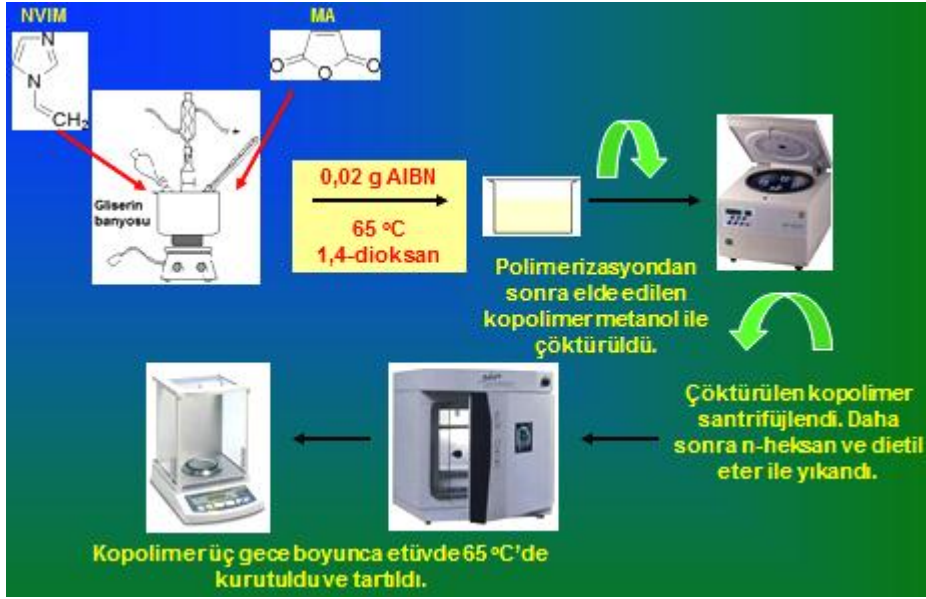 NVIM
MA
N
N
CH2
O
O
O
Gliserin
banyosu
0,02 g AIBN
65 ºC
1,4-dioksan
Polimerizasyondan
sonra elde edilen
kopolimer metanol ile
çöktürüldü.
Çöktürülen kopolimer
santrifüjlendi. Daha
sonra n-heksan ve dietil
eter ile yıkandı.
Kopolimer üç gece boyunca etüvde 65 ºC'de
kurutuldu ve tartıldı.